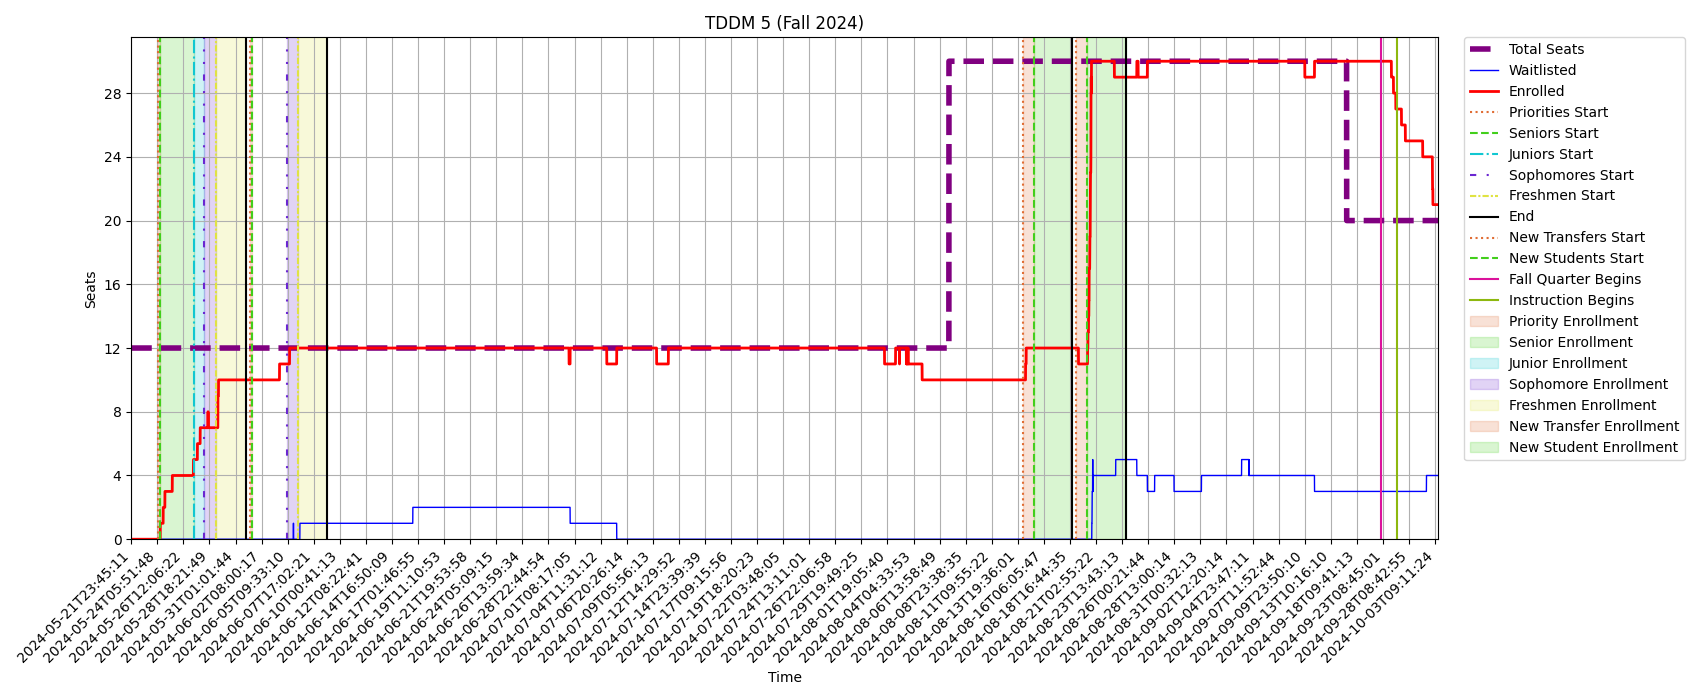 TDDM 5 (Fall 2024)
Seats
28
24
20
16
12
8
4
0
2024-05-21T23:45:11
2024-05-24T05:51:48
2024-05-26T12:06:22
2024-05-28T18:21:49
2024-05-31T01:01:44
2024-06-02T08:00:17
2024-06-05T09:33:10
2024-06-07T17:02:21
2024-06-10T00:41:13
2024-06-12T08:22:41
2024-06-14T16:50:09
2024-06-17T01:46:55
2024-06-19T11:10:53
2024-06-21T19:53:58
2024-06-24T05:09:15
2024-06-26T13:59:34
2024-06-28T22:44:54
2024-07-01T08:17:05
2024-07-04T11:31:12
2024-07-06T20:26:14
2024-07-09T05:56:13
2024-07-12T14:29:52
2024-07-14T23:39:39
2024-07-17T09:15:56
2024-07-19T18:20:23
2024-07-22T03:48:05
2024-07-24T13:11:01
2024-07-26T22:06:58
2024-07-29T19:49:25
2024-08-01T19:05:40
2024-08-04T04:33:53
2024-08-06T13:58:49
2024-08-08T23:38:35
2024-08-11T09:55:22
2024-08-13T19:36:01
2024-08-16T06:05:47
2024-08-18T16:44:35
2024-08-21T02:55:22
2024-08-23T13:43:13
2024-08-26T00:21:44
2024-08-28T13:00:14
2024-08-31T00:32:13
2024-09-02T12:20:14
2024-09-04T23:47:11
2024-09-07T11:52:44
2024-09-09T23:50:10
2024-09-13T10:16:10
2024-09-18T09:41:13
2024-09-23T08:45:01
2024-09-28T08:42:55
2024-10-03T09:11:24
Time
Total Seats
Waitlisted
Enrolled
Priorities Start
Seniors Start
Juniors Start
Sophomores Start
Freshmen Start
End
New Transfers Start
New Students Start
Fall Quarter Begins
Instruction Begins
Priority Enrollment
Senior Enrollment
Junior Enrollment
Sophomore Enrollment
Freshmen Enrollment
New Transfer Enrollment
New Student Enrollment